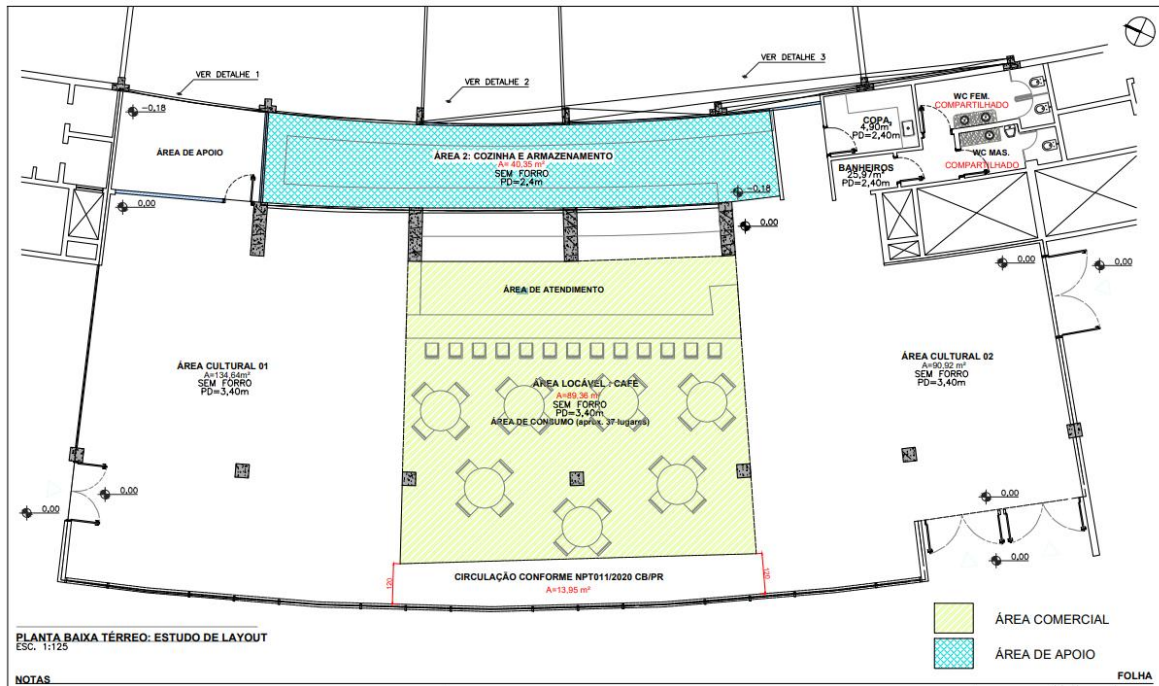 VER DETALHE 1
VER DETALHE 2
VER DETALHE 3
-0,18
ÁREA DE APOIO
0,00
ÁREA 2: COZINHA E ARMAZENAMENTO
A= 40,35 m²
SEM FORRO
PD=2,4m
-0,18
0,00
COPA
4,90m²
PD=2,40m
WC FEM.
COMPARTILHADO
WC MAS.
COMPARTILHADO
BANHEIROS
25,97m²
PD=2,40m
0,00
0,00
ÁREA DE ATENDIMENTO
ÁREA CULTURAL 01
A=134,64m²
SEM FORRO
PD=3,40m
ÁREA LOCÁVEL : CAFÉ
A=89,36 m²
SEM FORRO
PD=3,40m
ÁREA DE CONSUMO (aprox. 37 lugares)
ÁREA CULTURAL 02
A=90,92 m²
SEM FORRO
PD=3,40m
0,00
0,00
0,00
0,00
120
CIRCULAÇÃO CONFORME NPT011/2020 CB/PR
A=13,95 m²
120
ÁREA COMERCIAL
ÁREA DE APOIO
PLANTA BAIXA TÉRREO: ESTUDO DE LAYOUT
ESC. 1:125
NOTAS
FOLHA